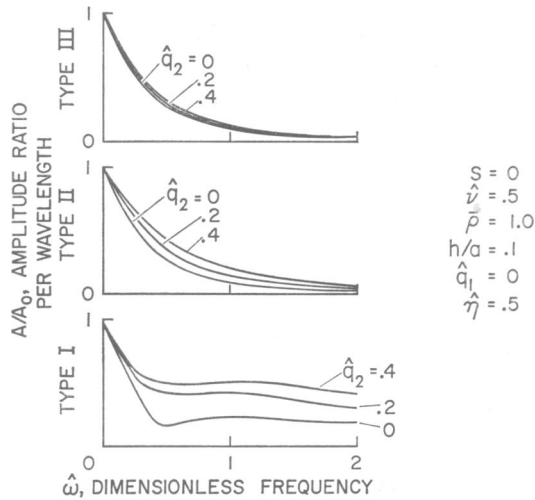 A/A₀, AMPLITUDE RATIO
PER WAVELENGTH
TYPE III
1
0
q̂₂ = 0
.2
.4
TYPE II
1
0
q̂₂ = 0
.2
.4
TYPE I
1
0
q̂₂ = .4
.2
0
0
1
2
ω̂, DIMENSIONLESS FREQUENCY
S = 0
ν̂ = .5
ρ̄ = 1.0
h/a = .1
q̂₁ = 0
η̂ = .5